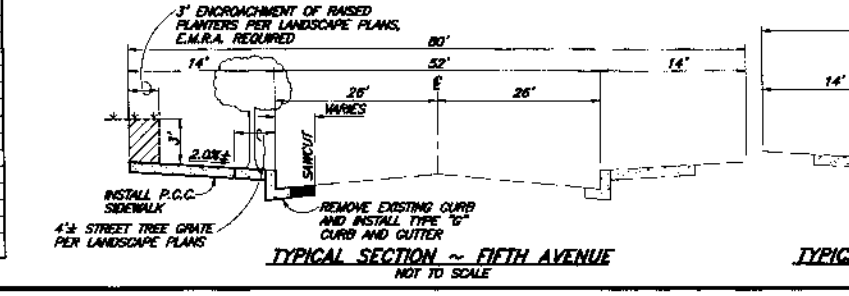 3' ENCROACHMENT OF RAISED
PLANTERS PER LANDSCAPE PLANS,
E.M.R.A. REQUIRED
80'
14'
52'
14'
26'
26'
℄
VARIES
14'
3'
2.0%±
SAWCUT
INSTALL P.C.C.
SIDEWALK
4'± STREET TREE GRATE
PER LANDSCAPE PLANS
REMOVE EXISTING CURB
AND INSTALL TYPE "G"
CURB AND GUTTER
TYPICAL SECTION ~ FIFTH AVENUE
NOT TO SCALE
TYPIC